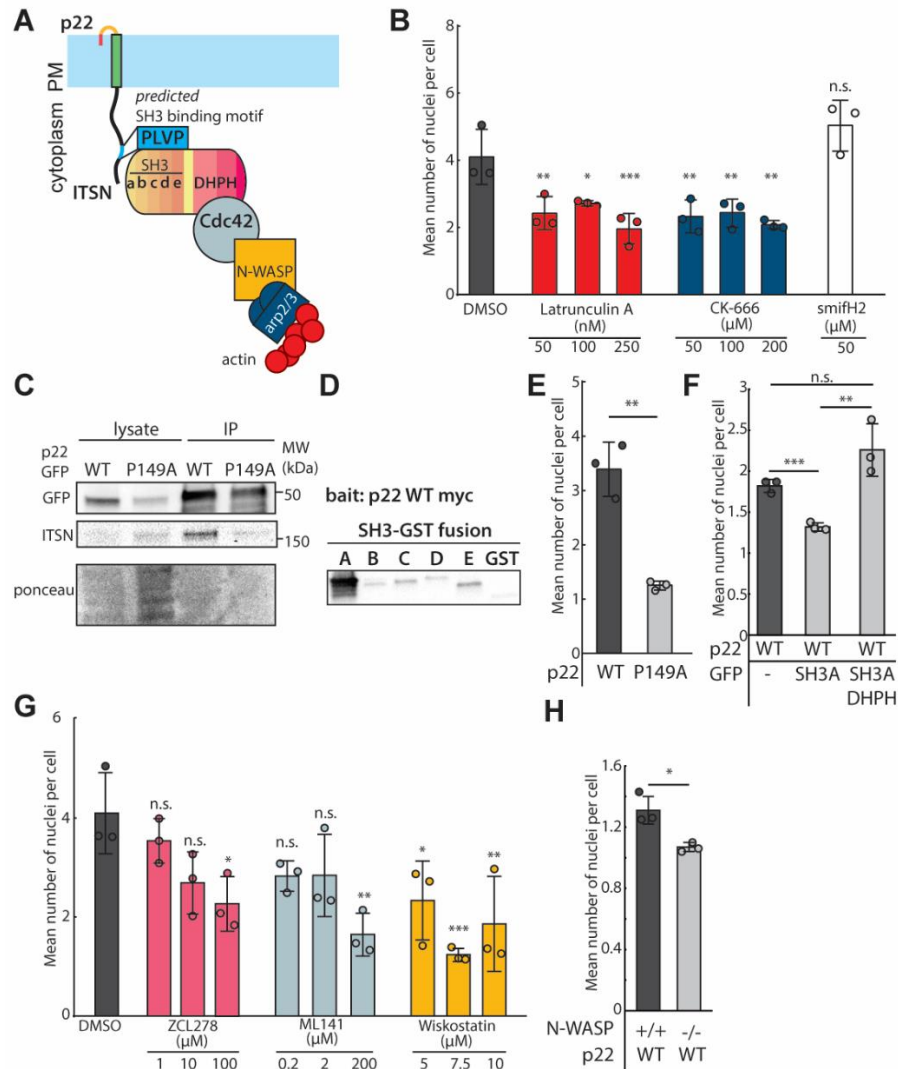 A
p22
PM
cytoplasm
predicted
SH3 binding motif
PLVP
SH3
a b c d e
DHPH
ITSN
Cdc42
N-WASP
arp2/3
actin
B
Mean number of nuclei per cell
8
6
4
2
0
** * *** ** ** ** n.s.
DMSO Latrunculin A CK-666 smifH2
(nM) (µM) (µM)
50 100 250 50 100 200 50
C
lysate IP
p22 MW
GFP WT P149A WT P149A (kDa)
GFP 50
ITSN 150
ponceau
D
bait: p22 WT myc
SH3-GST fusion
A B C D E GST
E
Mean number of nuclei per cell
5
4
3
2
1
0
**
p22 WT P149A
F
Mean number of nuclei per cell
3
2.5
2
1.5
1
0.5
0
n.s.
**
***
p22 WT WT WT
GFP - SH3A SH3A
DHPH
G
Mean number of nuclei per cell
6
4
2
0
n.s. n.s. * n.s. n.s. ** * *** **
DMSO ZCL278 ML141 Wiskostatin
(µM) (µM) (µM)
1 10 100 0.2 2 200 5 7.5 10
H
Mean number of nuclei per cell
1.6
1.2
0.9
0.6
0.3
0
*
N-WASP +/+ -/-
p22 WT WT